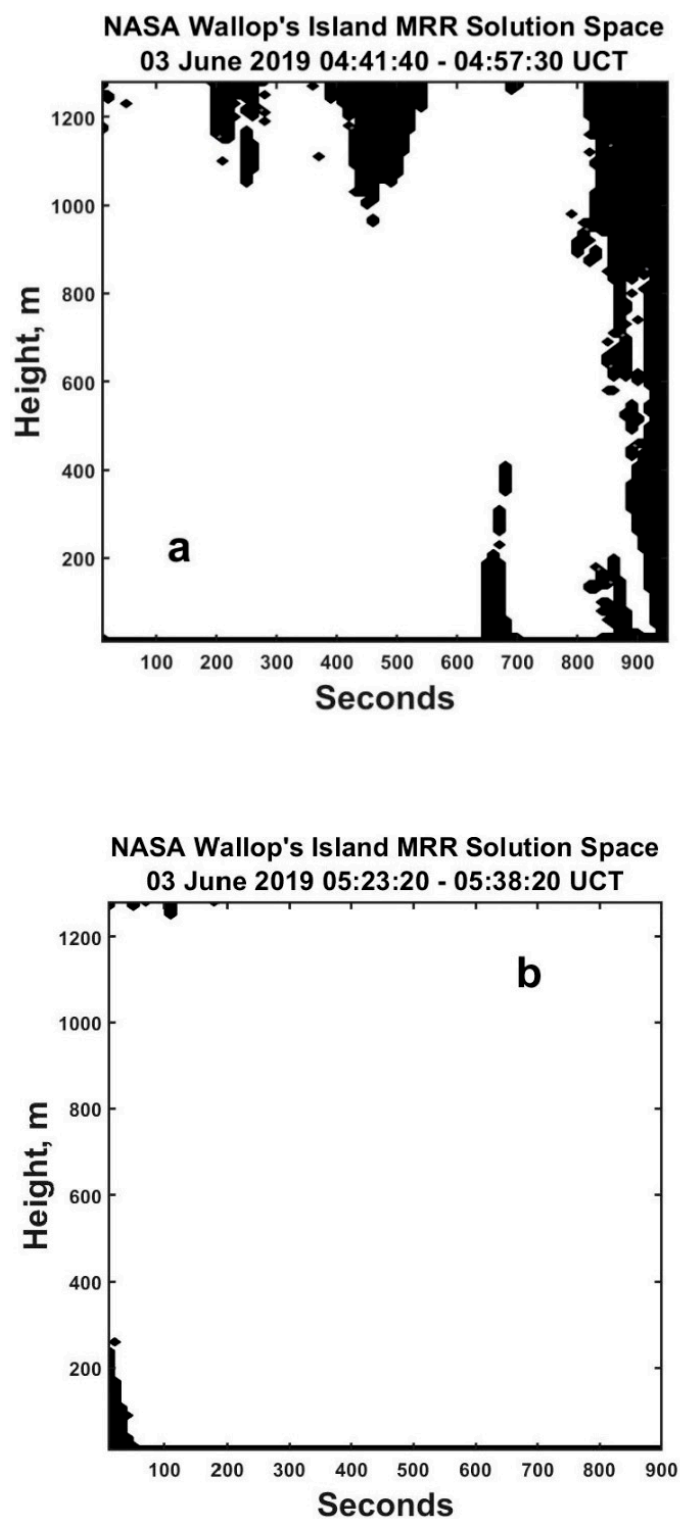 NASA Wallop's Island MRR Solution Space
03 June 2019 04:41:40 - 04:57:30 UCT
1200
1000
800
600
400
200
Height, m
a
100 200 300 400 500 600 700 800 900
Seconds
NASA Wallop's Island MRR Solution Space
03 June 2019 05:23:20 - 05:38:20 UCT
1200
1000
800
600
400
200
Height, m
b
100 200 300 400 500 600 700 800 900
Seconds